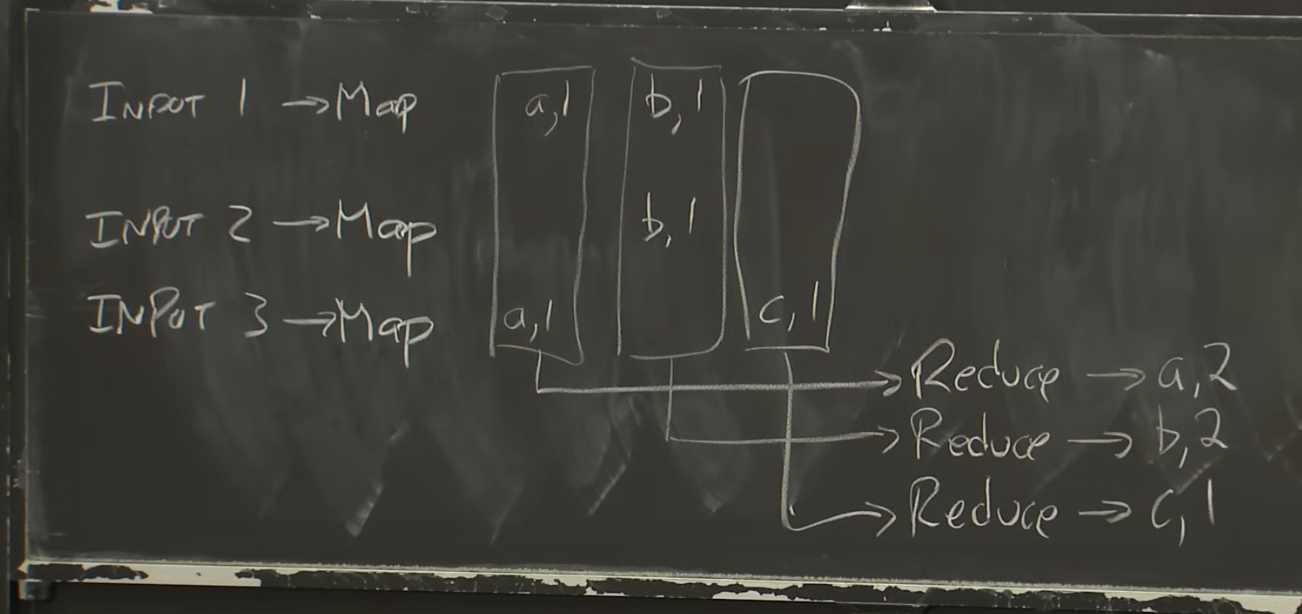 INPUT 1 → Map a,1 b,1
INPUT 2 → Map b,1
INPUT 3 → Map a,1 c,1
→ Reduce → a,2
→ Reduce → b,2
→ Reduce → c,1